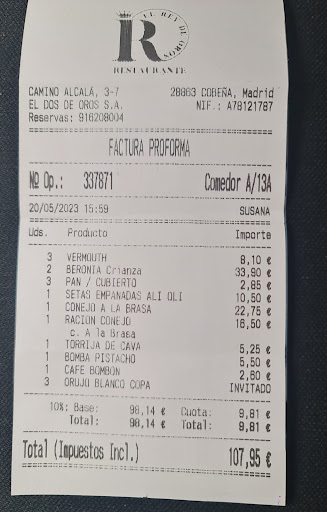 EL REY DE OROS
R
RESTAURANTE
CAMINO ALCALÁ, 3-7 28863 COBEÑA, Madrid
EL DOS DE OROS S.A. NIF.: A78121787
Reservas: 916208004
FACTURA PROFORMA
Nº Op.: 337871 Comedor A/13A
20/05/2023 15:59 SUSANA
Uds. Producto Importe
3 VERMOUTH 8,10 €
2 BERONIA Crianza 33,90 €
3 PAN / CUBIERTO 2,85 €
1 SETAS EMPANADAS ALI OLI 10,50 €
1 CONEJO A LA BRASA 22,75 €
1 RACION CONEJO 16,50 €
c. A la Brasa
1 TORRIJA DE CAVA 5,25 €
1 BOMBA PISTACHO 5,50 €
1 CAFE BOMBON 2,60 €
3 ORUJO BLANCO COPA INVITADO
10%: Base: 98,14 € Cuota: 9,81 €
Total: 98,14 € Total: 9,81 €
Total (Impuestos Incl.) 107,95 €